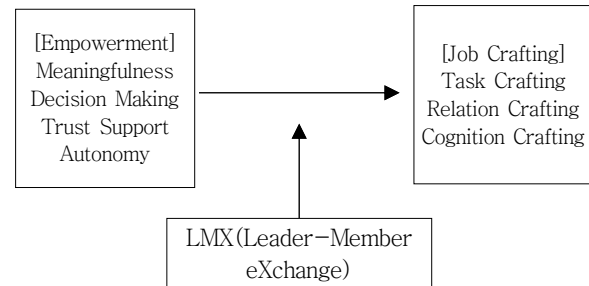 [Empowerment]
Meaningfulness
Decision Making
Trust Support
Autonomy
[Job Crafting]
Task Crafting
Relation Crafting
Cognition Crafting
LMX(Leader-Member
eXchange)